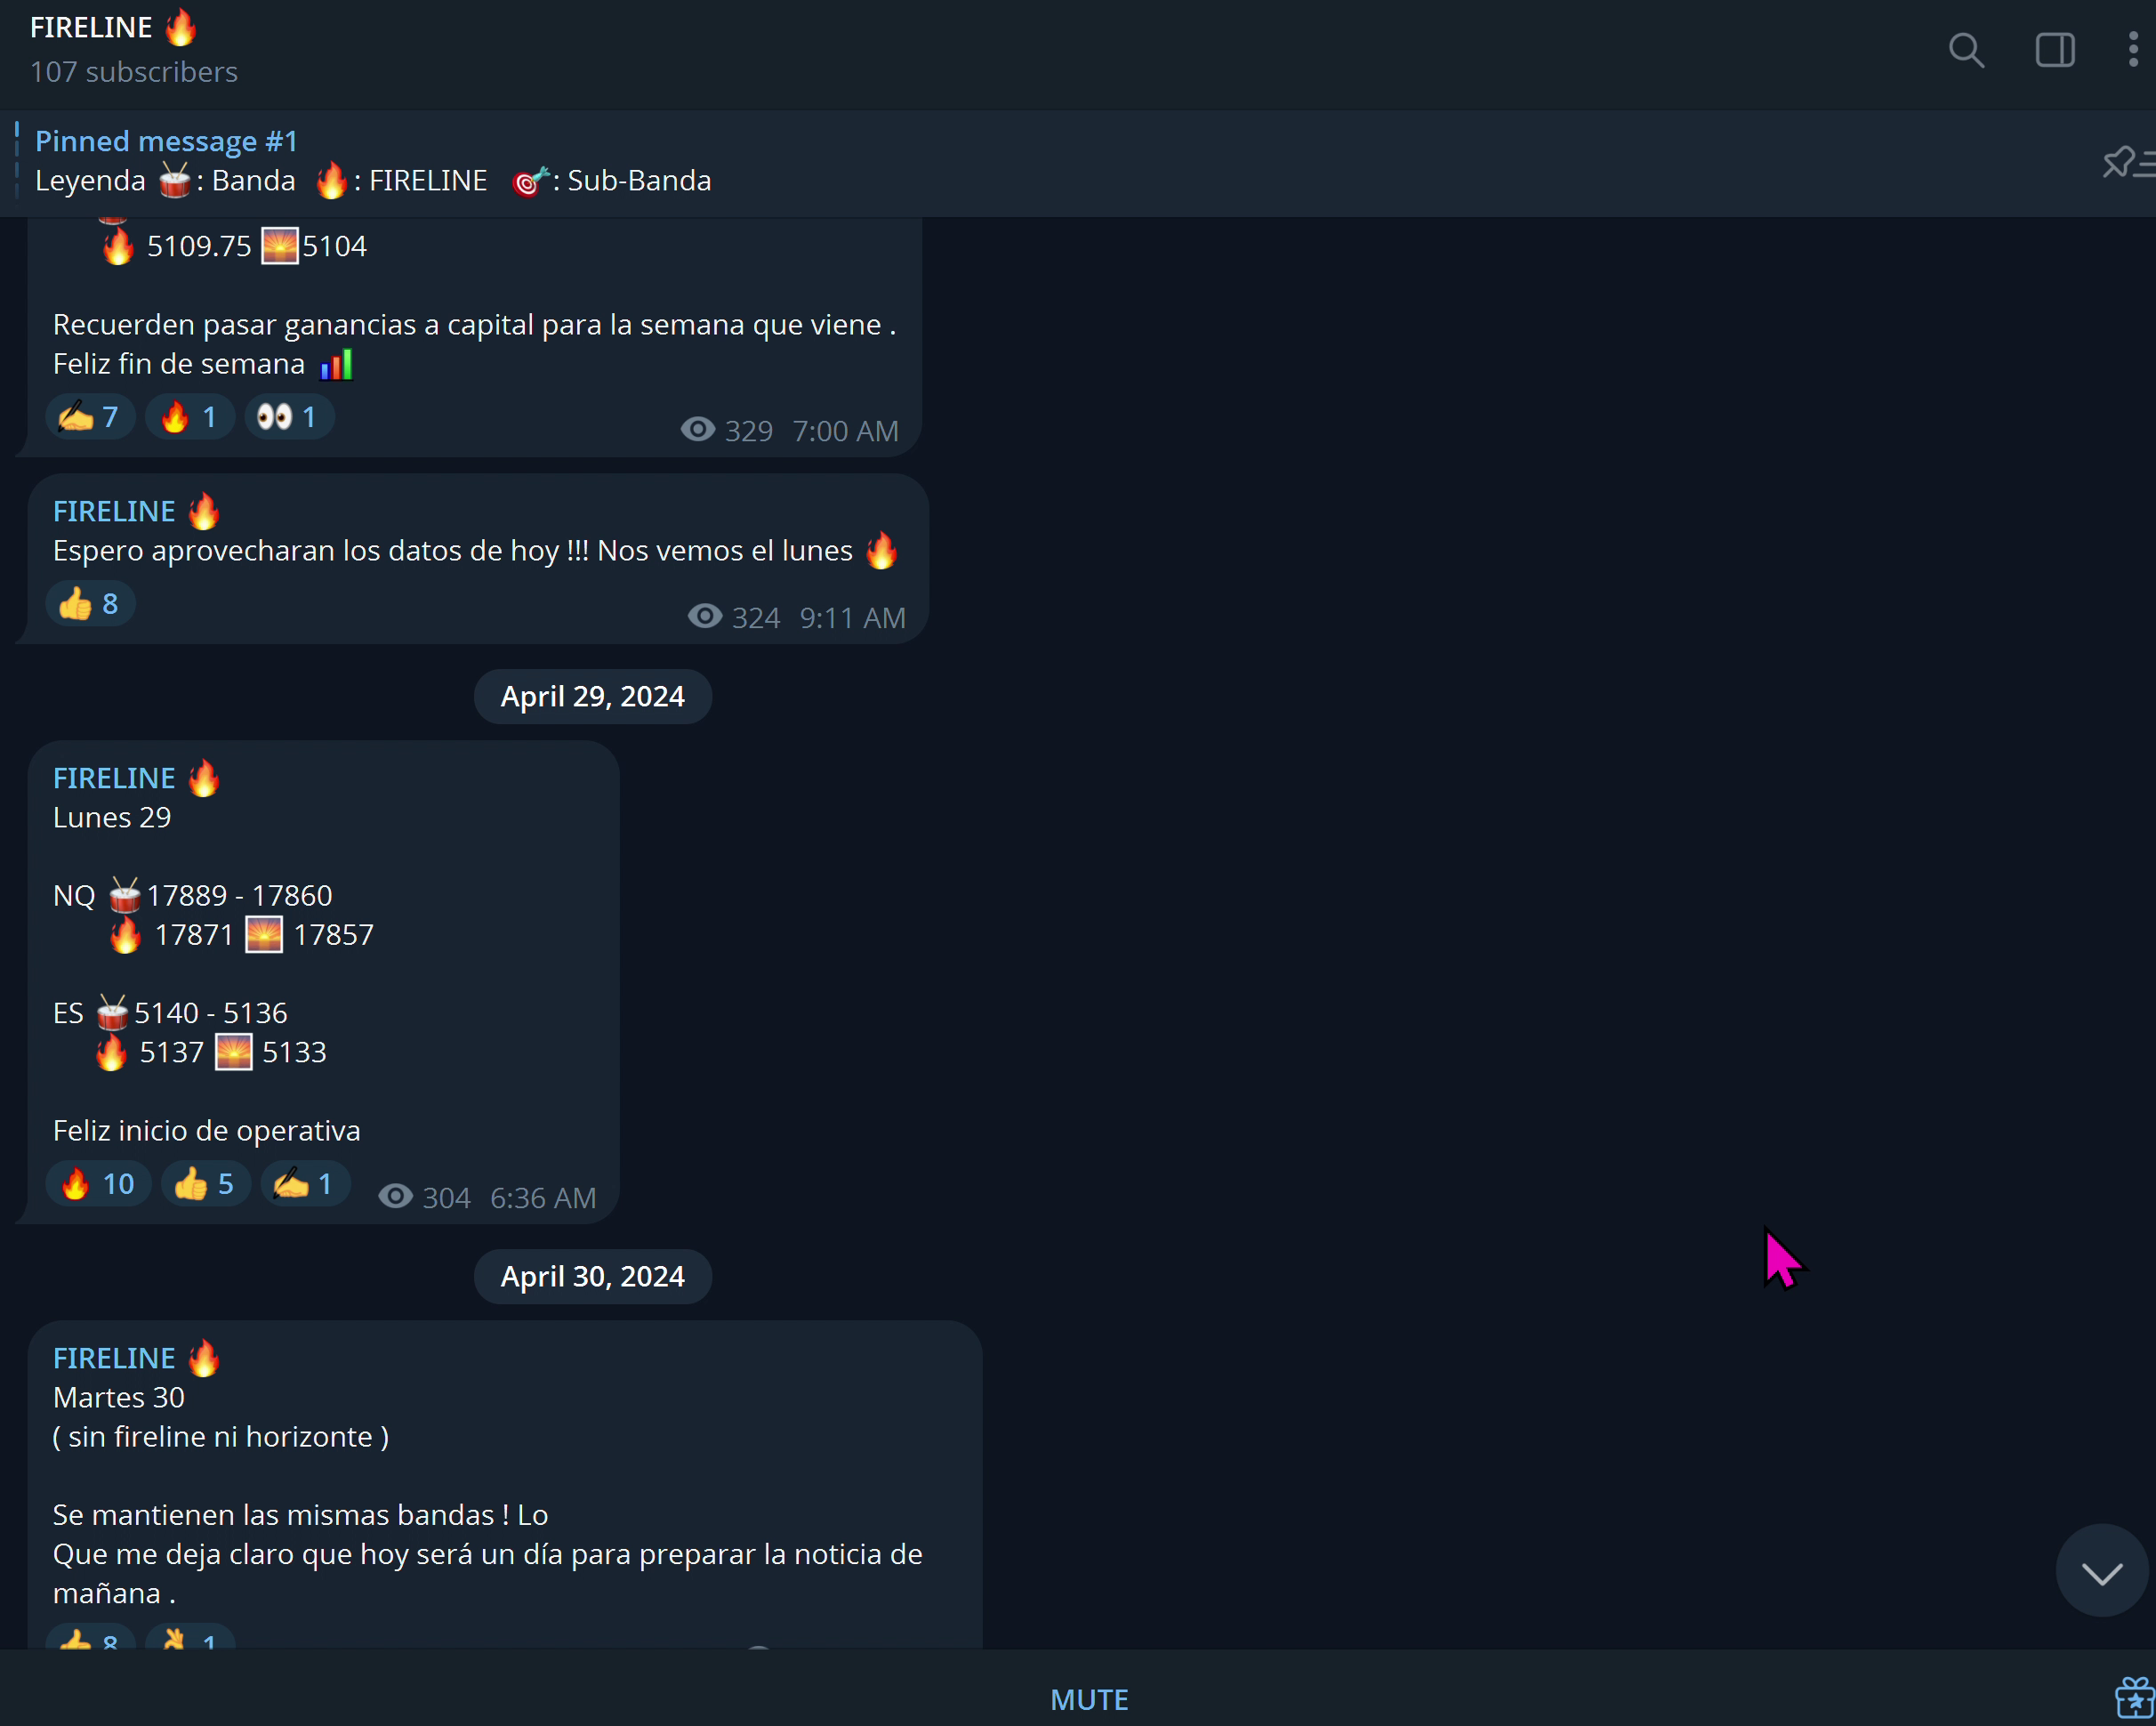 FIRELINE 🔥
107 subscribers
Pinned message #1
Leyenda 🥁: Banda 🔥: FIRELINE 🎯: Sub-Banda
🔥 5109.75 🌅5104
Recuerden pasar ganancias a capital para la semana que viene .
Feliz fin de semana 📊
✍️ 7 🔥 1 👀 1 329 7:00 AM
FIRELINE 🔥
Espero aprovecharan los datos de hoy !!! Nos vemos el lunes 🔥
👍 8 324 9:11 AM
April 29, 2024
FIRELINE 🔥
Lunes 29
NQ 🥁17889 - 17860
🔥 17871 🌅 17857
ES 🥁5140 - 5136
🔥 5137 🌅 5133
Feliz inicio de operativa
🔥 10 👍 5 ✍️ 1 304 6:36 AM
April 30, 2024
FIRELINE 🔥
Martes 30
( sin fireline ni horizonte )
Se mantienen las mismas bandas ! Lo
Que me deja claro que hoy será un día para preparar la noticia de
mañana .
👍 8 👌 1
MUTE